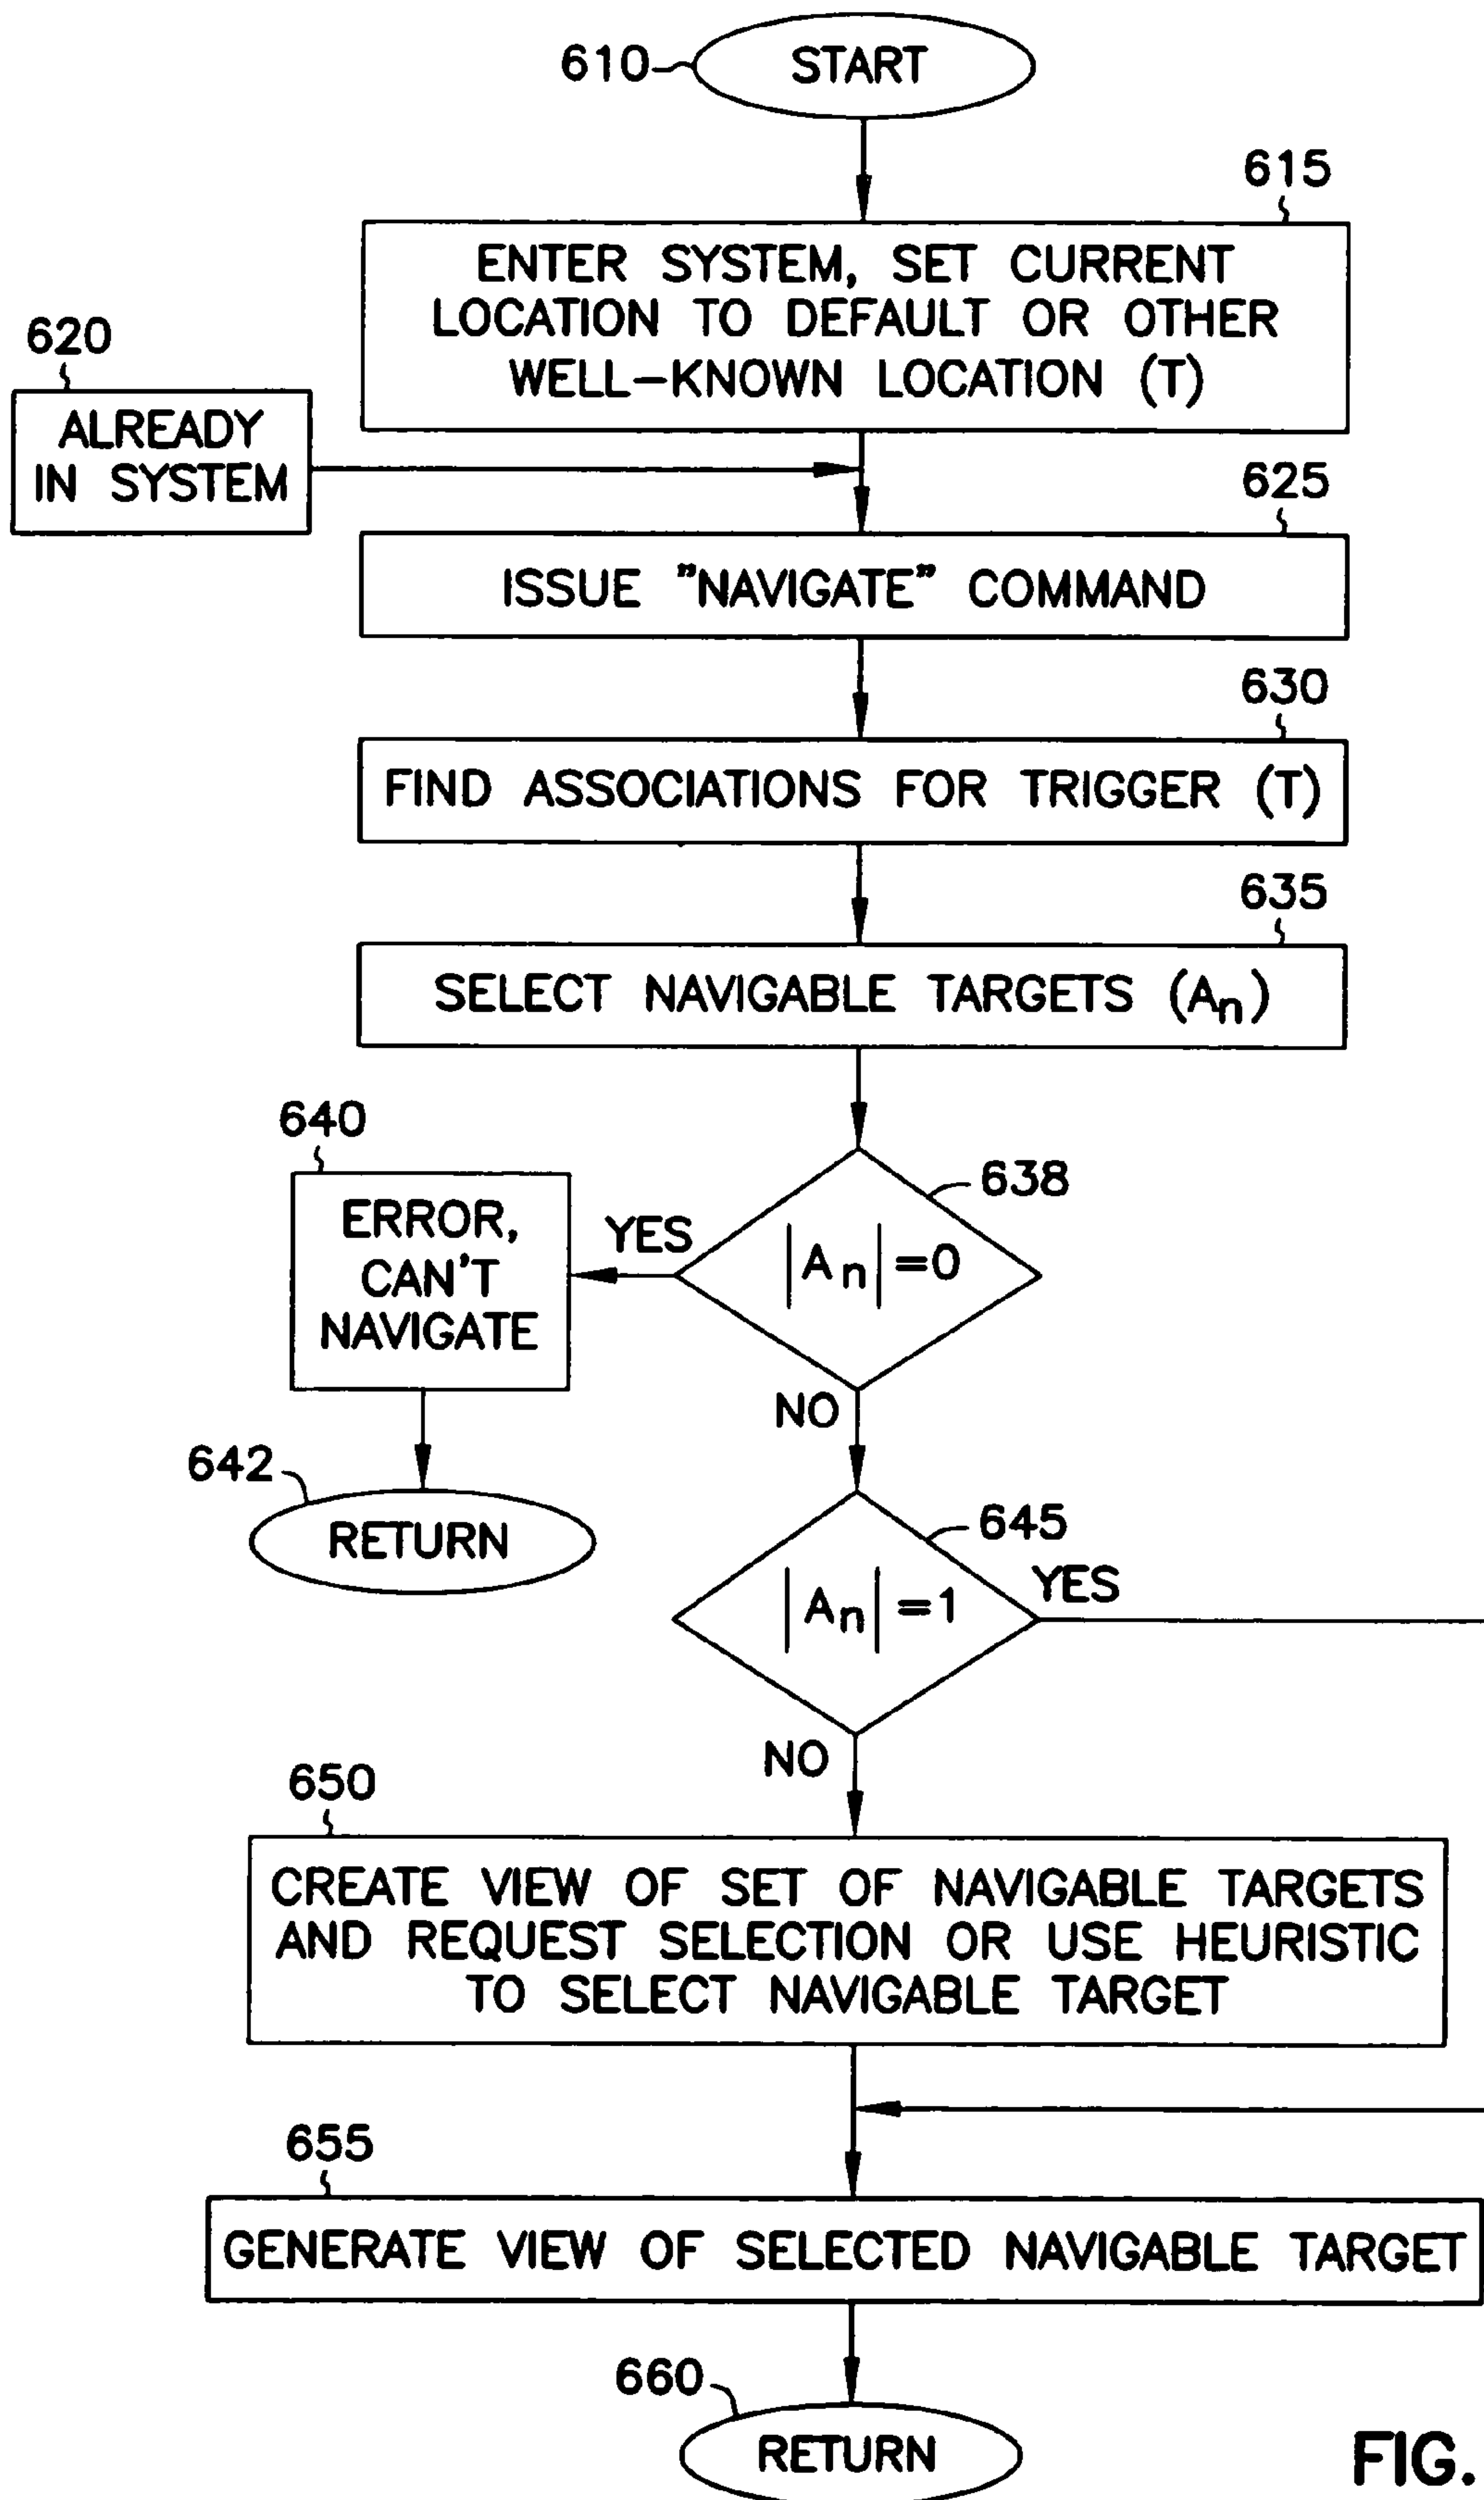 610
START
615
ENTER SYSTEM, SET CURRENT
LOCATION TO DEFAULT OR OTHER
WELL-KNOWN LOCATION (T)
620
ALREADY
IN SYSTEM
625
ISSUE "NAVIGATE" COMMAND
630
FIND ASSOCIATIONS FOR TRIGGER (T)
635
SELECT NAVIGABLE TARGETS (An)
640
ERROR,
CAN'T
NAVIGATE
YES
638
|An|=0
NO
642
RETURN
645
|An|=1
YES
NO
650
CREATE VIEW OF SET OF NAVIGABLE TARGETS
AND REQUEST SELECTION OR USE HEURISTIC
TO SELECT NAVIGABLE TARGET
655
GENERATE VIEW OF SELECTED NAVIGABLE TARGET
660
RETURN
FIG.